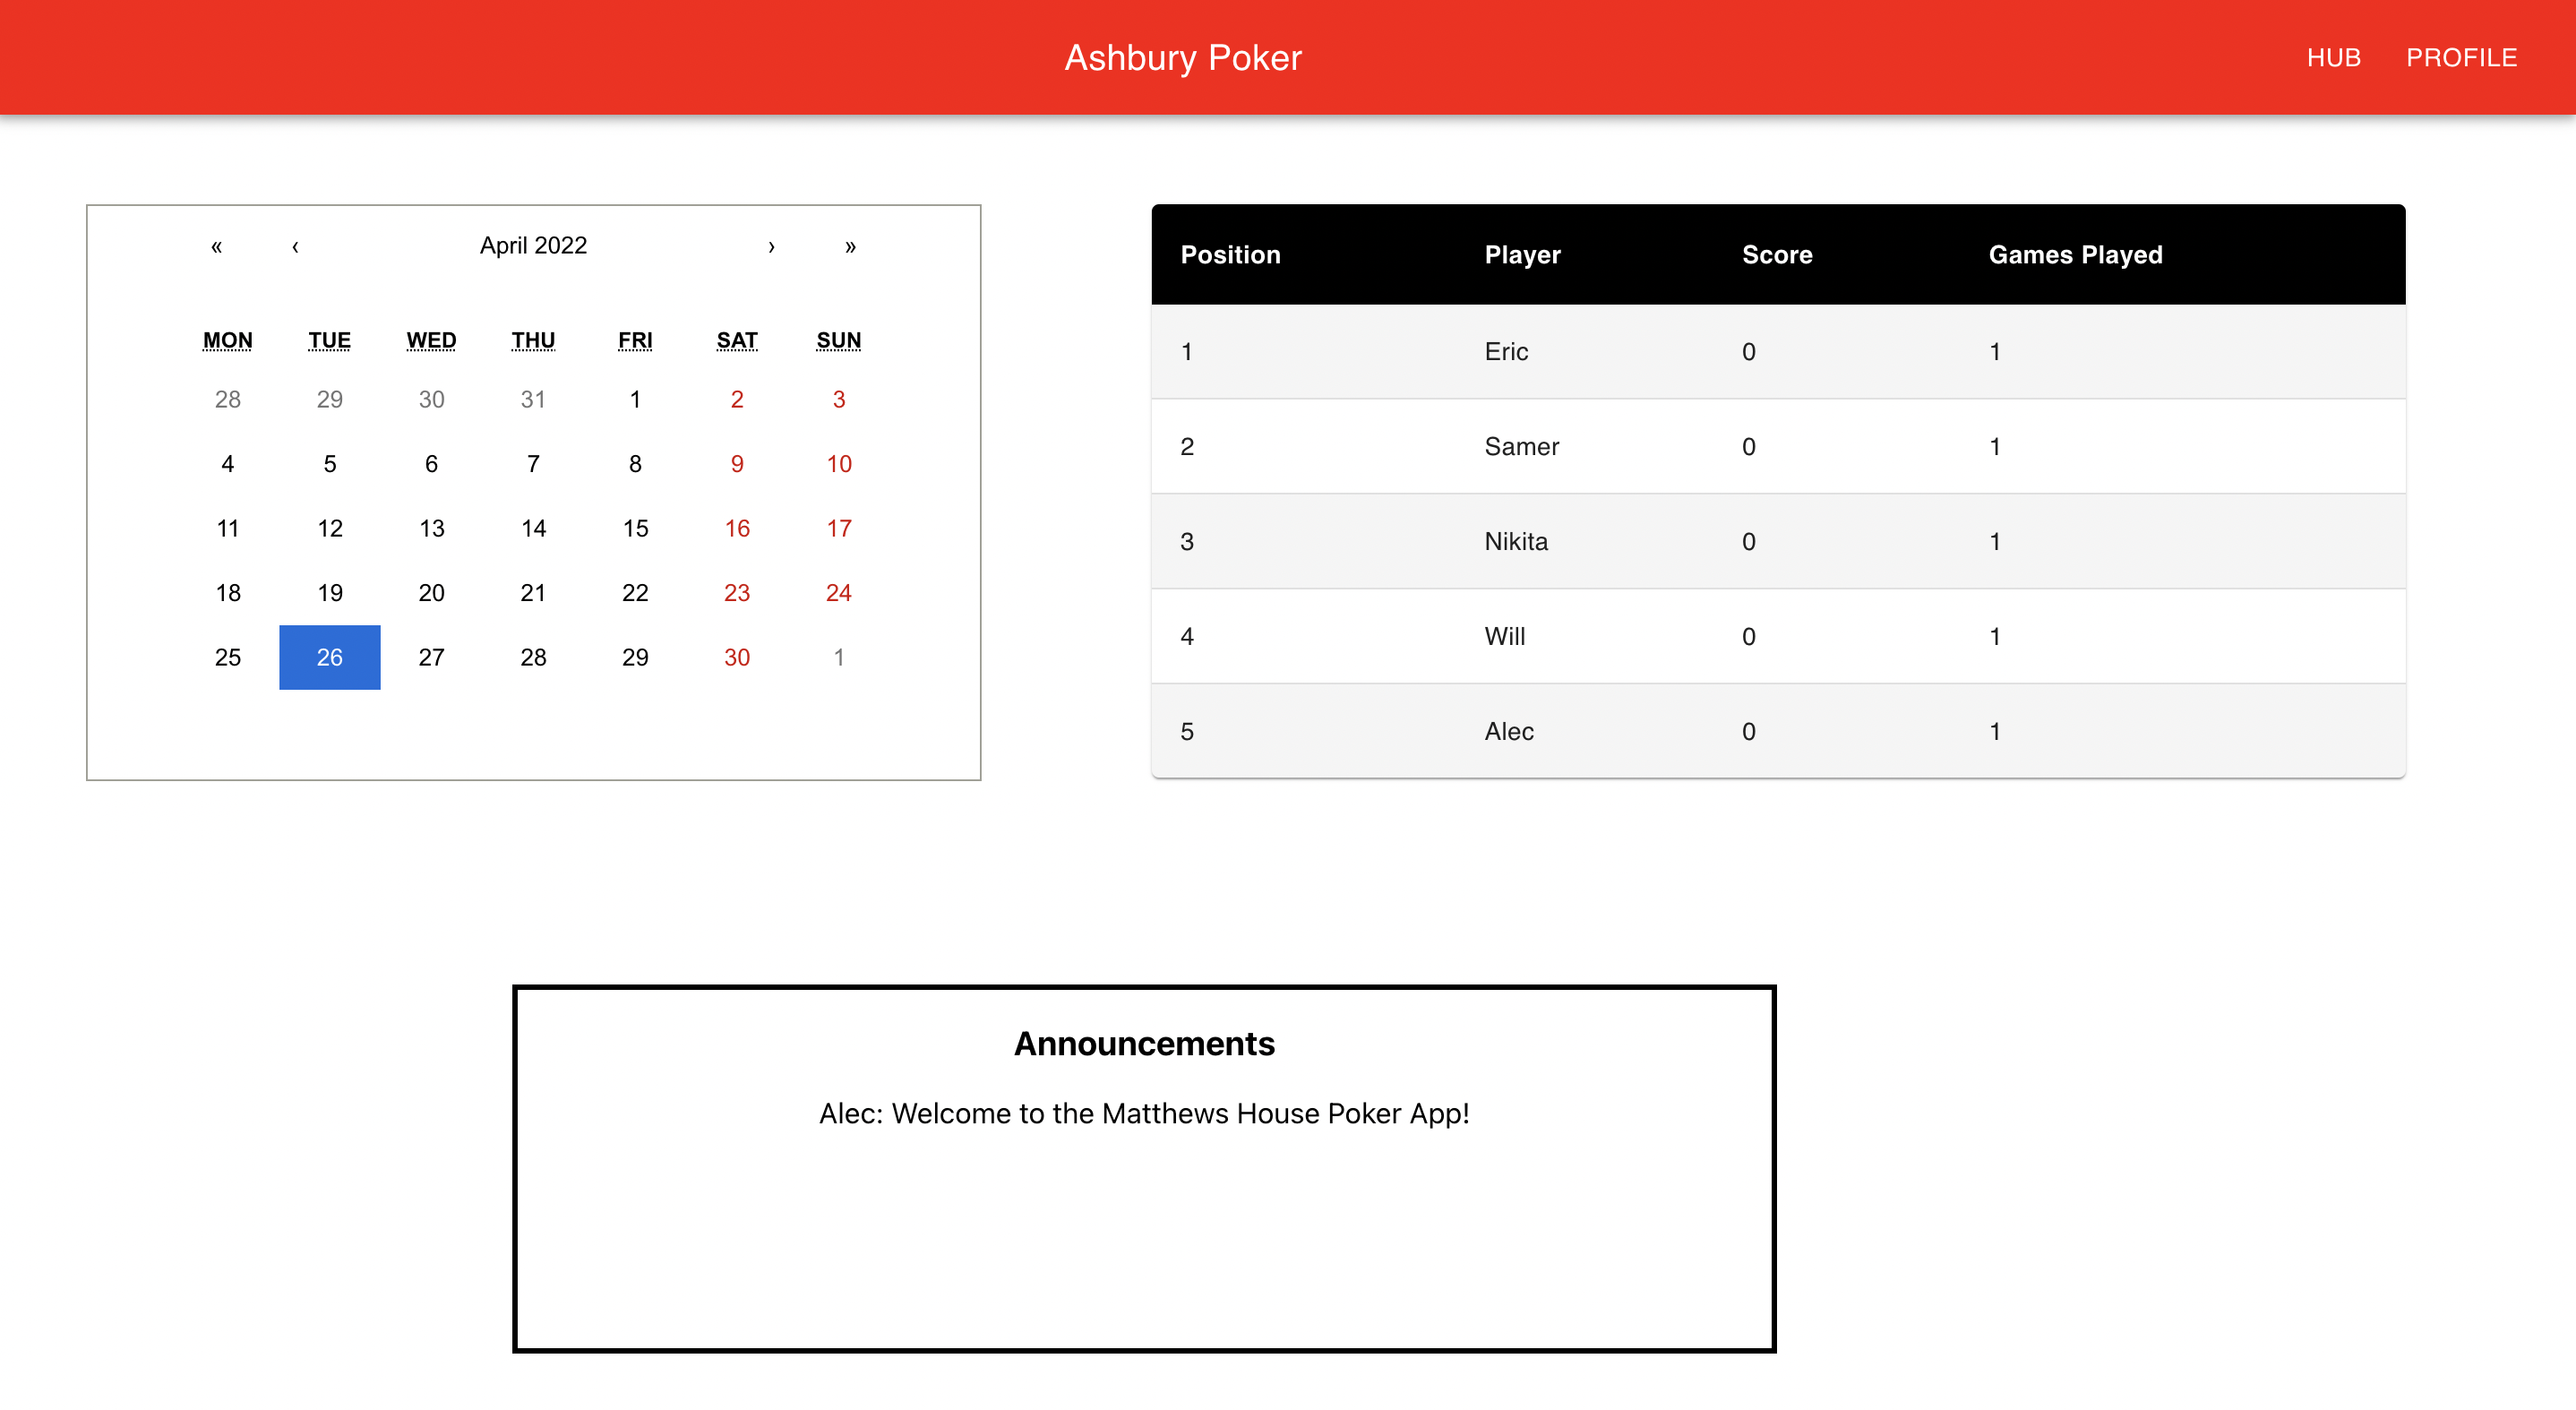 Ashbury Poker
HUB PROFILE
« ‹ April 2022 › »
MON TUE WED THU FRI SAT SUN
28 29 30 31 1 2 3
4 5 6 7 8 9 10
11 12 13 14 15 16 17
18 19 20 21 22 23 24
25 26 27 28 29 30 1
Position Player Score Games Played
1 Eric 0 1
2 Samer 0 1
3 Nikita 0 1
4 Will 0 1
5 Alec 0 1
Announcements
Alec: Welcome to the Matthews House Poker App!